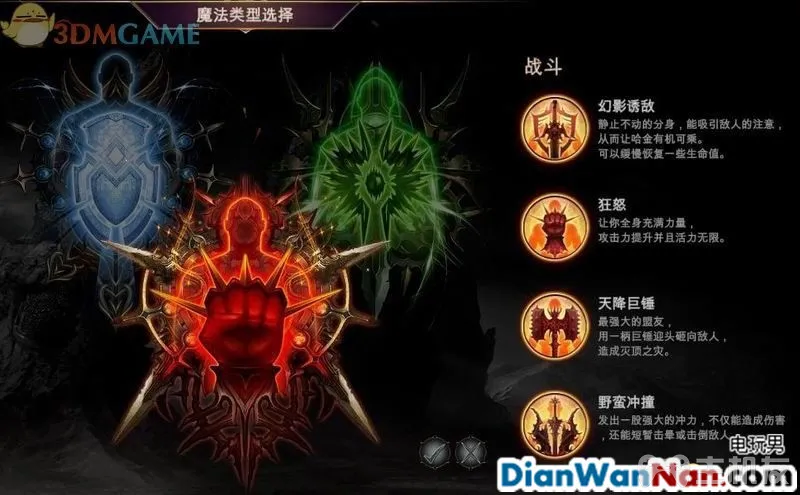 魔法类型选择
3DMGAME
战斗
幻影诱敌
静止不动的分身，能吸引敌人的注意，
从而让哈金有机可乘。
可以缓慢恢复一些生命值。
狂怒
让你全身充满力量，
攻击力提升并且活力无限。
天降巨锤
最强大的盟友，
用一柄巨锤迎头砸向敌人，
造成灭顶之灾。
野蛮冲撞
发出一股强大的冲力，不仅能造成伤害
，还能短暂击晕或击倒敌人
电玩男
DianWanNan.com